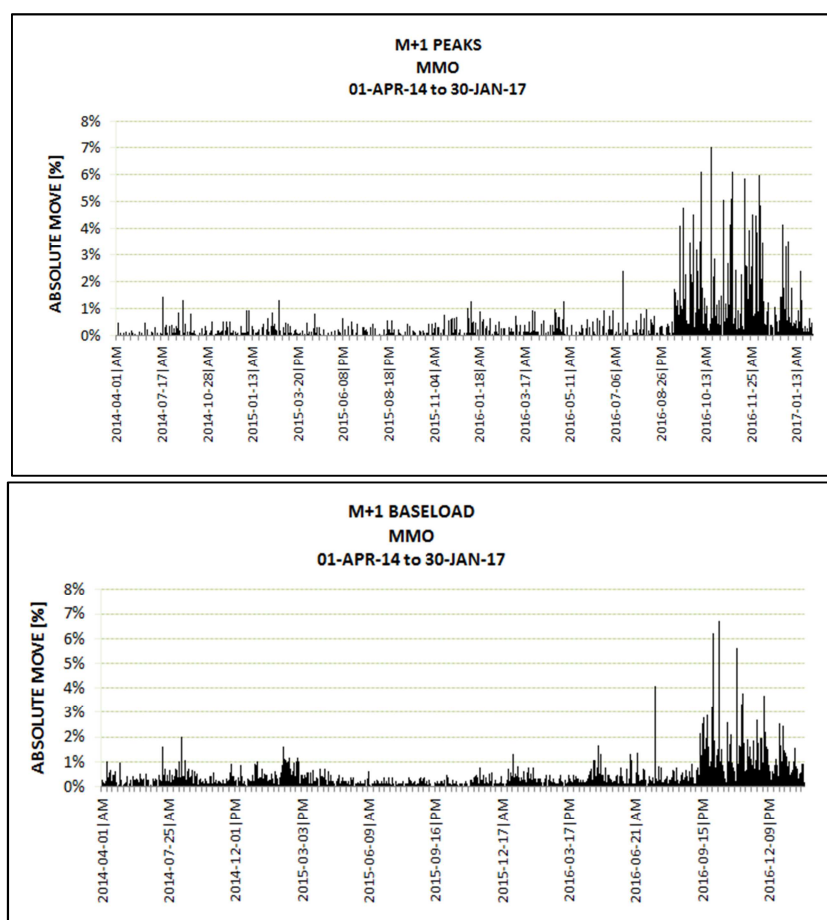 M+1 PEAKS
MMO
01-APR-14 to 30-JAN-17
ABSOLUTE MOVE [%]
8%
7%
6%
5%
4%
3%
2%
1%
0%
2014-04-01|AM
2014-07-17|AM
2014-10-28|AM
2015-01-13|AM
2015-03-20|PM
2015-06-08|PM
2015-08-18|PM
2015-11-04|AM
2016-01-18|AM
2016-03-18|AM
2016-05-11|AM
2016-07-06|AM
2016-08-26|PM
2016-10-13|AM
2016-11-25|AM
2017-01-13|AM
M+1 BASELOAD
MMO
01-APR-14 to 30-JAN-17
ABSOLUTE MOVE [%]
8%
7%
6%
5%
4%
3%
2%
1%
0%
2014-04-01|AM
2014-07-25|AM
2014-12-01|PM
2015-03-03|PM
2015-06-09|AM
2015-09-16|PM
2015-12-17|AM
2016-03-17|PM
2016-06-21|AM
2016-09-15|PM
2016-12-09|PM